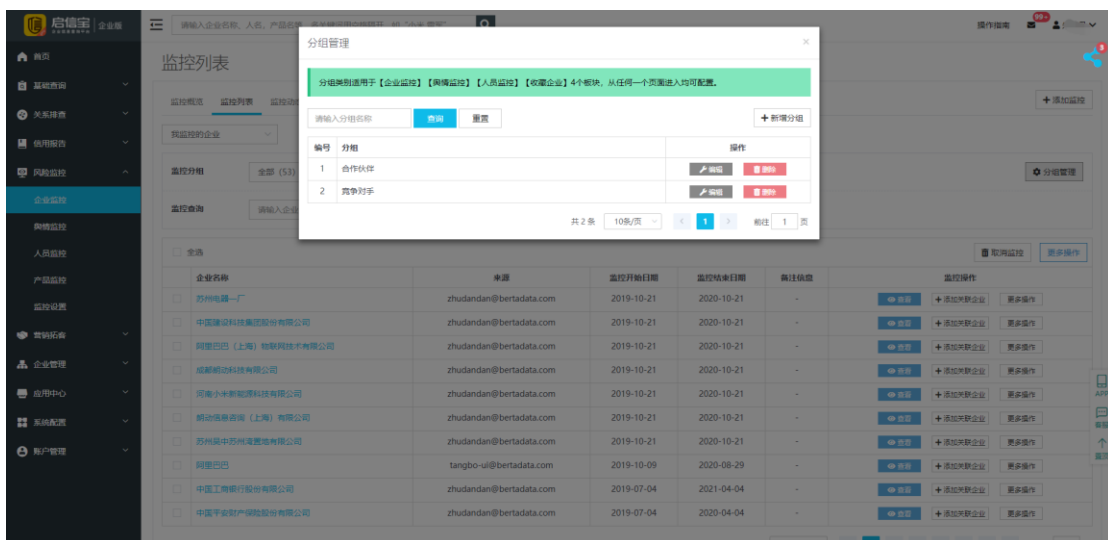 启信宝 企业版
请输入企业名称、人名、产品名
操作指南
99+
首页
基础查询
关系排查
信用报告
风险监控
企业监控
舆情监控
人员监控
产品监控
监控设置
营销拓客
企业管理
应用中心
系统配置
账户管理
监控列表
监控概览 监控列表 监控动态
+ 添加监控
我监控的企业
监控分组 全部 (53)
分组管理
监控查询 请输入企业
分组管理
×
分组类别适用于【企业监控】【舆情监控】【人员监控】【收藏企业】4个板块，从任何一个页面进入均可配置。
请输入分组名称 查询 重置 + 新增分组
编号 分组 操作
1 合作伙伴 编辑 删除
2 竞争对手 编辑 删除
共 2 条 10条/页 < 1 > 前往 1 页
全选
取消监控 更多操作
企业名称 来源 监控开始日期 监控结束日期 备注信息 监控操作
苏州电器一厂 zhudandan@bertadata.com 2019-10-21 2020-10-21 - 查看 + 添加关联企业 更多操作
中国建设科技集团股份有限公司 zhudandan@bertadata.com 2019-10-21 2020-10-21 - 查看 + 添加关联企业 更多操作
阿里巴巴（上海）物联网技术有限公司 zhudandan@bertadata.com 2019-10-21 2020-10-21 - 查看 + 添加关联企业 更多操作
成都朗动科技有限公司 zhudandan@bertadata.com 2019-10-21 2020-10-21 - 查看 + 添加关联企业 更多操作
河南小米新能源科技有限公司 zhudandan@bertadata.com 2019-10-21 2020-10-21 - 查看 + 添加关联企业 更多操作
朗动信息咨询（上海）有限公司 zhudandan@bertadata.com 2019-10-21 2020-10-21 - 查看 + 添加关联企业 更多操作
苏州吴中苏州湾置地有限公司 zhudandan@bertadata.com 2019-10-21 2020-10-21 - 查看 + 添加关联企业 更多操作
阿里巴巴 tangbo-ui@bertadata.com 2019-10-09 2020-08-29 - 查看 + 添加关联企业 更多操作
中国工商银行股份有限公司 zhudandan@bertadata.com 2019-07-04 2021-04-04 - 查看 + 添加关联企业 更多操作
中国平安财产保险股份有限公司 zhudandan@bertadata.com 2019-07-04 2020-04-04 - 查看 + 添加关联企业 更多操作
APP
客服